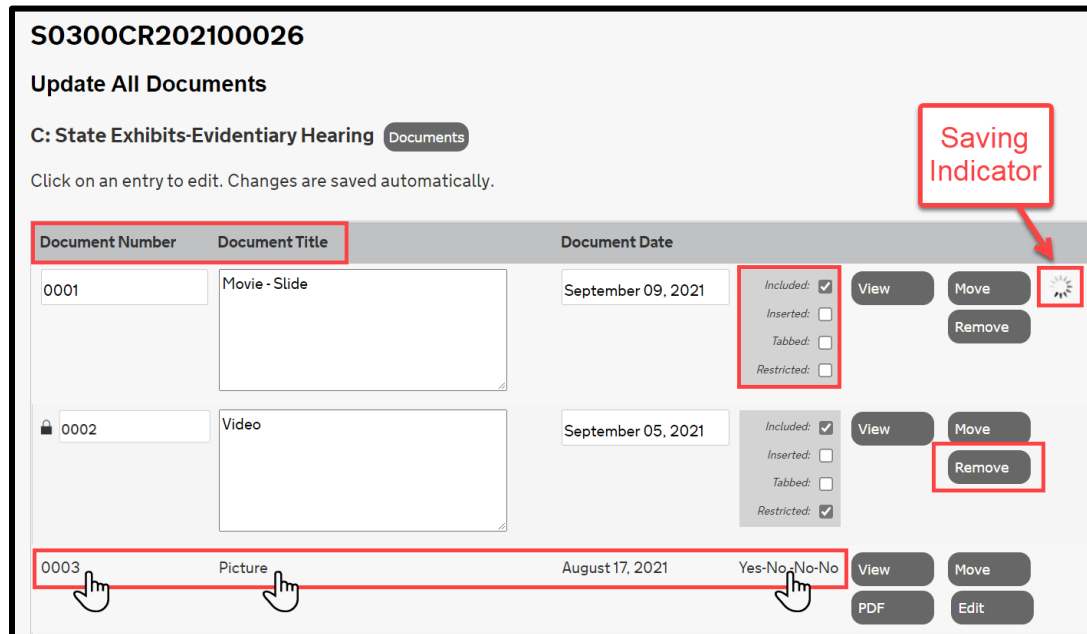 S0300CR202100026
Update All Documents
C: State Exhibits-Evidentiary Hearing Documents
Saving
Indicator
Click on an entry to edit. Changes are saved automatically.
Document Number Document Title Document Date
0001 Movie - Slide September 09, 2021 Included: View Move
Inserted:
Remove
Tabbed:
Restricted:
0002 Video September 05, 2021 Included: View Move
Inserted:
Remove
Tabbed:
Restricted:
0003 Picture August 17, 2021 Yes-No-No-No View Move
PDF Edit